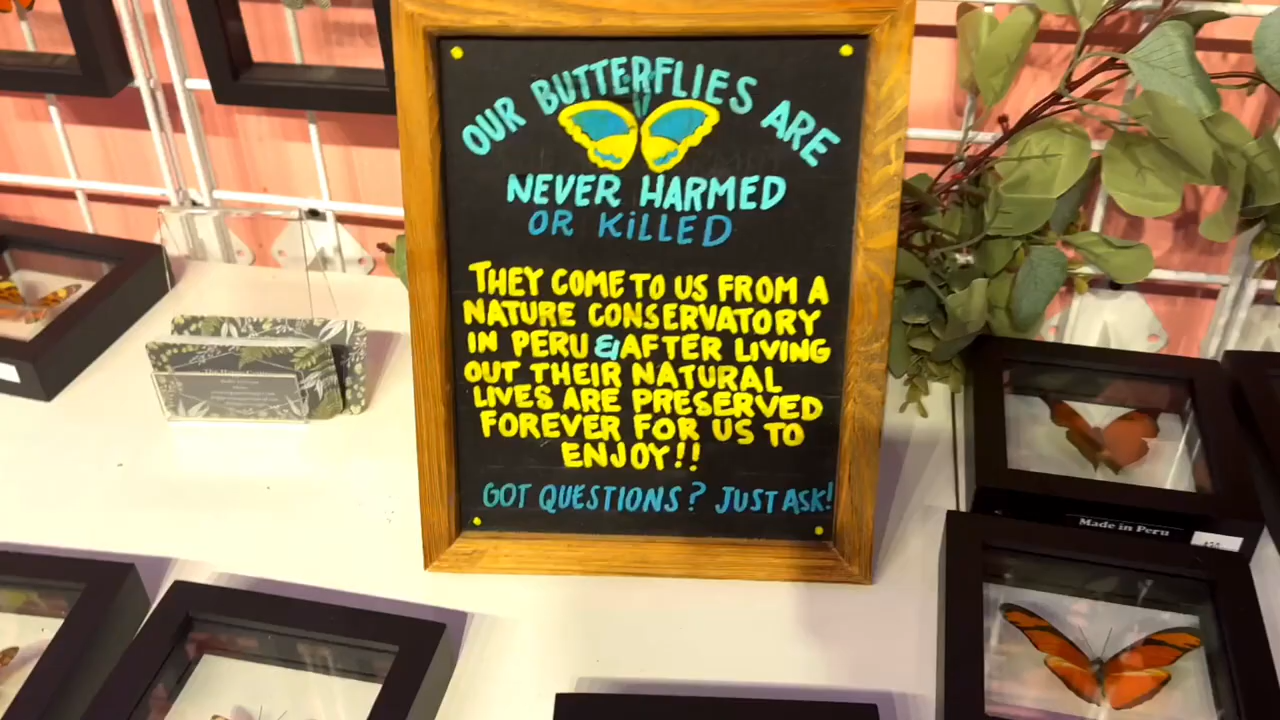 OUR BUTTERFLIES ARE
NEVER HARMED
OR KiLLED
THEY COME TO US FROM A
NATURE CONSERVATORY
IN PERU & AFTER LIVING
OUT THEIR NATURAL
LIVES ARE PRESERVED
FOREVER FOR US TO
ENJOY!!
GOT QUESTIONS? JUST ASK!
Made in Peru